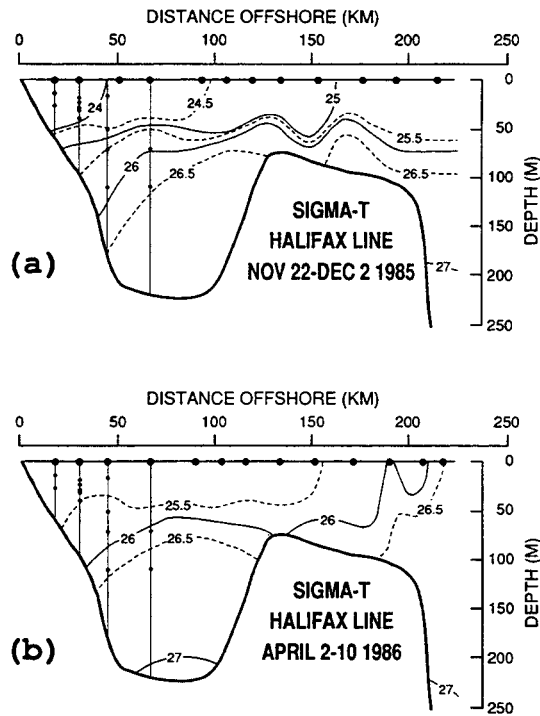 DISTANCE OFFSHORE (KM)
0 50 100 150 200 250
24 24.5 25 25.5 26 26.5 26.5 27
0 50 100 150 200 250
DEPTH (M)
SIGMA-T
HALIFAX LINE
NOV 22-DEC 2 1985
(a)
DISTANCE OFFSHORE (KM)
0 50 100 150 200 250
25.5 26 26.5 26 26.5 27 27
0 50 100 150 200 250
DEPTH (M)
SIGMA-T
HALIFAX LINE
APRIL 2-10 1986
(b)